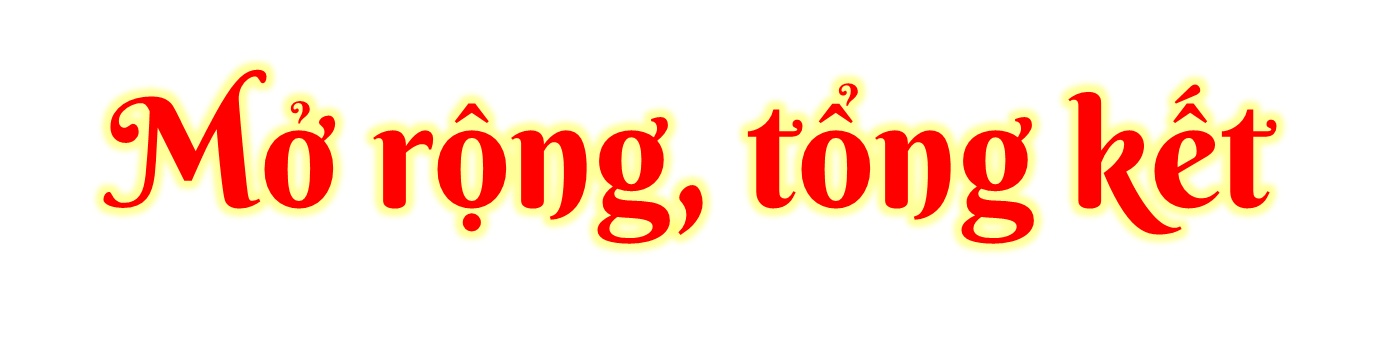 Mở rộng, tổng kết